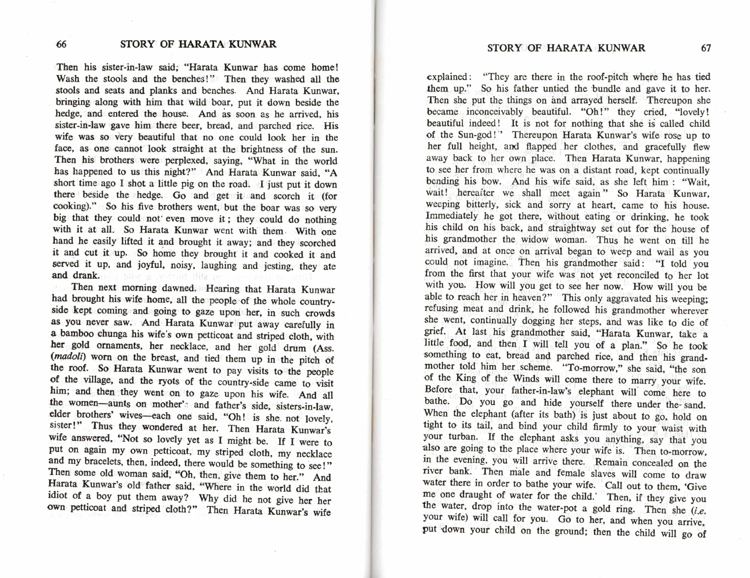 66 STORY OF HARATA KUNWAR
Then his sister-in-law said, "Harata Kunwar has come home!
Wash the stools and the benches!" Then they washed all the
stools and seats and planks and benches. And Harata Kunwar,
bringing along with him that wild boar, put it down beside the
hedge, and entered the house. And as soon as he arrived, his
sister-in-law gave him there beer, bread, and parched rice. His
wife was so very beautiful that no one could look her in the
face, as one cannot look straight at the brightness of the sun.
Then his brothers were perplexed, saying, "What in the world
has happened to us this night?" And Harata Kunwar said, "A
short time ago I shot a little pig on the road. I just put it down
there beside the hedge. Go and get it and scorch it (for
cooking)." So his five brothers went, but the boar was so very
big that they could not even move it; they could do nothing
with it at all. So Harata Kunwar went with them. With one
hand he easily lifted it and brought it away; and they scorched
it and cut it up. So home they brought it and cooked it and
served it up, and joyful, noisy, laughing and jesting, they ate
and drank.
Then next morning dawned. Hearing that Harata Kunwar
had brought his wife home, all the people of the whole country-
side kept coming and going to gaze upon her, in such crowds
as you never saw. And Harata Kunwar put away carefully in
a bamboo chunga his wife's own petticoat and striped cloth, with
her gold ornaments, her necklace, and her gold drum (Ass.
(madoli) worn on the breast, and tied them up in the pitch of
the roof. So Harata Kunwar went to pay visits to the people
of the village, and the ryots of the country-side came to visit
him; and then they went on to gaze upon his wife. And all
the women—aunts on mother's and father's side, sisters-in-law,
elder brothers' wives—each one said, "Oh! is she not lovely,
sister!" Thus they wondered at her. Then Harata Kunwar's
wife answered, "Not so lovely yet as I might be. If I were to
put on again my own petticoat, my striped cloth, my necklace
and my bracelets, then, indeed, there would be something to see!"
Then some old woman said, "Oh, then, give them to her." And
Harata Kunwar's old father said, "Where in the world did that
idiot of a boy put them away? Why did he not give her her
own petticoat and striped cloth?" Then Harata Kunwar's wife
STORY OF HARATA KUNWAR 67
explained: "They are there in the roof-pitch where he has tied
them up." So his father untied the bundle and gave it to her.
Then she put the things on and arrayed herself. Thereupon she
became inconceivably beautiful. "Oh!" they cried, "lovely!
beautiful indeed! It is not for nothing that she is called child
of the Sun-god!" Thereupon Harata Kunwar's wife rose up to
her full height, and flapped her clothes, and gracefully flew
away back to her own place. Then Harata Kunwar, happening
to see her from where he was on a distant road, kept continually
bending his bow. And his wife said, as she left him: "Wait,
wait! hereafter we shall meet again" So Harata Kunwar,
weeping bitterly, sick and sorry at heart, came to his house.
Immediately he got there, without eating or drinking, he took
his child on his back, and straightway set out for the house of
his grandmother the widow woman. Thus he went on till he
arrived, and at once on arrival began to weep and wail as you
could not imagine. Then his grandmother said: "I told you
from the first that your wife was not yet reconciled to her lot
with you. How will you get to see her now. How will you be
able to reach her in heaven?" This only aggravated his weeping;
refusing meat and drink, he followed his grandmother wherever
she went, continually dogging her steps, and was like to die of
grief. At last his grandmother said, "Harata Kunwar, take a
little food, and then I will tell you of a plan." So he took
something to eat, bread and parched rice, and then his grand-
mother told him her scheme. "To-morrow," she said, "the son
of the King of the Winds will come there to marry your wife.
Before that, your father-in-law's elephant will come here to
bathe. Do you go and hide yourself there under the sand.
When the elephant (after its bath) is just about to go, hold on
tight to its tail, and bind your child firmly to your waist with
your turban. If the elephant asks you anything, say that you
also are going to the place where your wife is. Then to-morrow,
in the evening, you will arrive there. Remain concealed on the
river bank. Then male and female slaves will come to draw
water there in order to bathe your wife. Call out to them, 'Give
me one draught of water for the child.' Then, if they give you
the water, drop into the water-pot a gold ring. Then she (i.e.
your wife) will call for you. Go to her, and when you arrive,
put down your child on the ground; then the child will go of